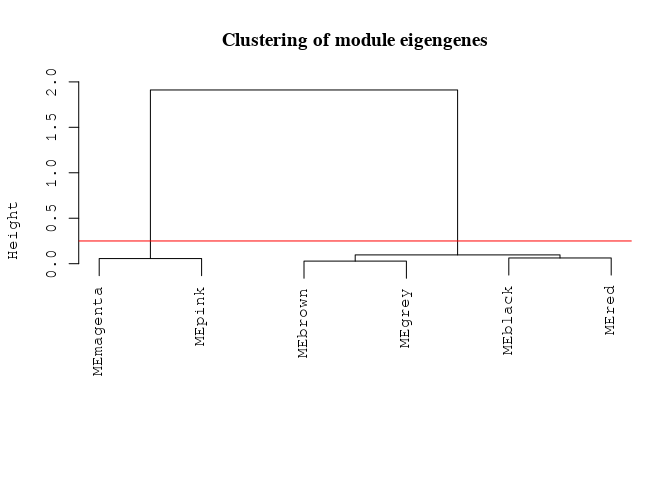 Clustering of module eigengenes
Height
2.0
1.5
1.0
0.5
0.0
MEmagenta
MEpink
MEbrown
MEgrey
MEblack
MEred